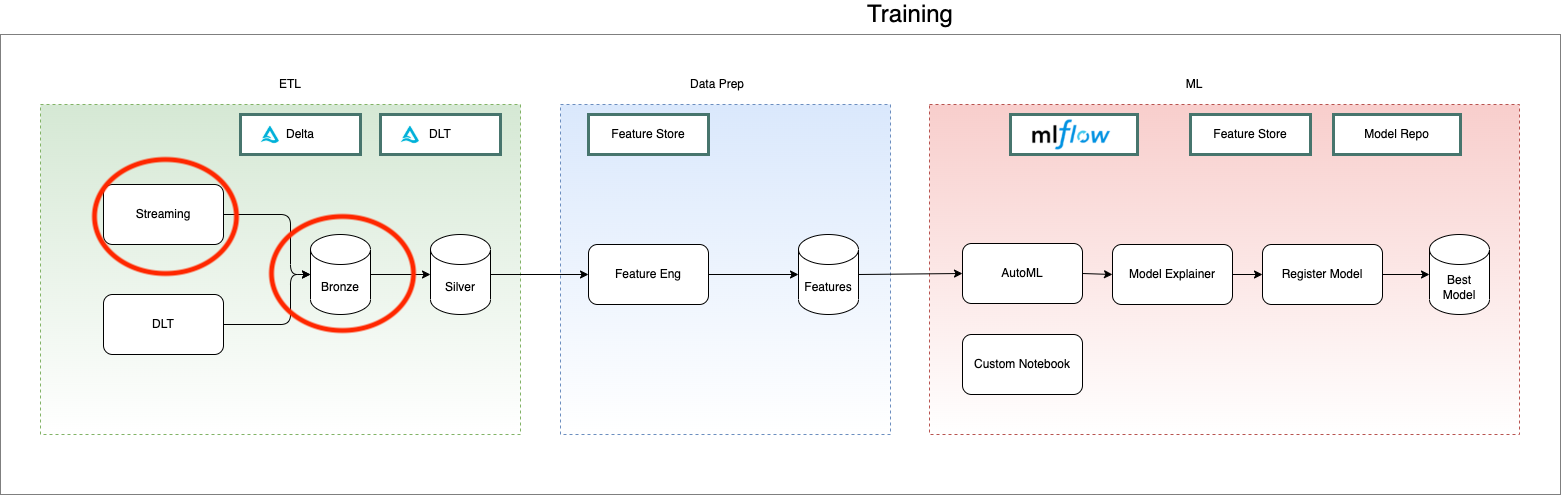 Training
ETL
Data Prep
ML
Delta
DLT
Feature Store
mlflow
Feature Store
Model Repo
Streaming
DLT
Bronze
Silver
Feature Eng
Features
AutoML
Model Explainer
Register Model
Best
Model
Custom Notebook